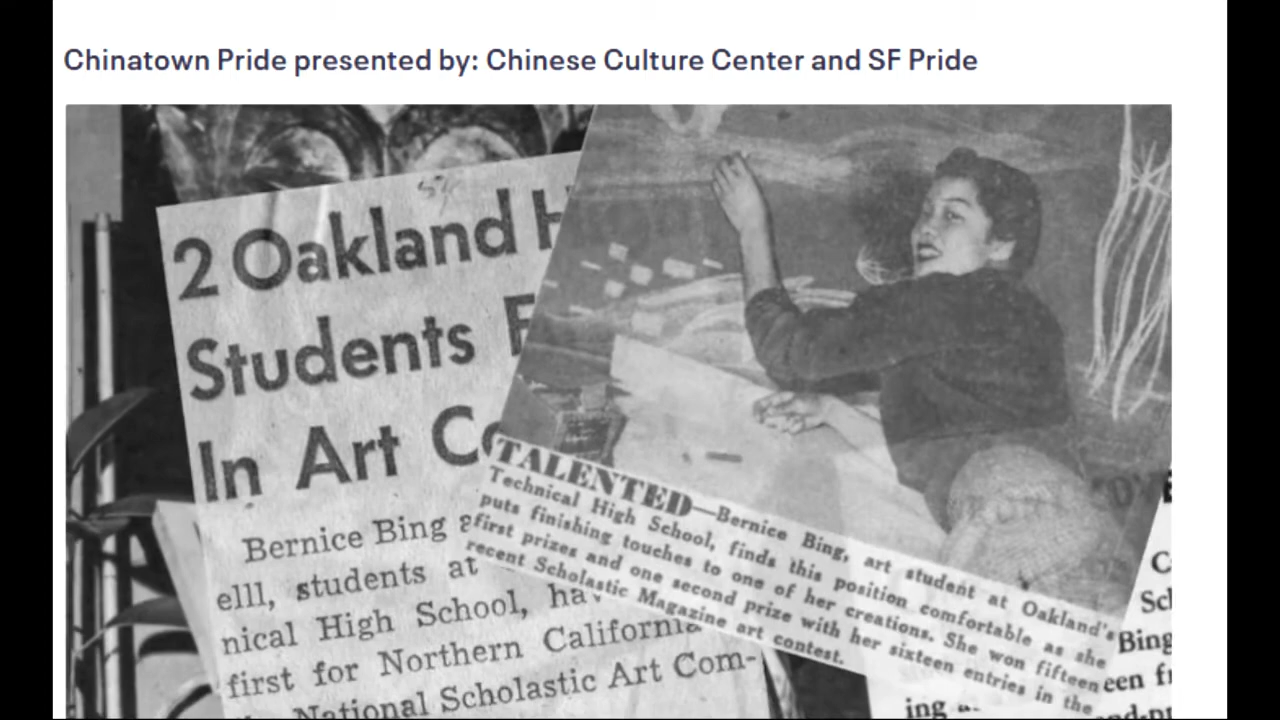 Chinatown Pride presented by: Chinese Culture Center and SF Pride
2 Oakland H
Students
In Art Co
Bernice Bing a
elll, students at
nical High School, hav
first for Northern California
National Scholastic Art Com-
TALENTED—Bernice Bing, art student at Oakland's
Technical High School, finds this position comfortable as she
puts finishing touches to one of her creations. She won fifteen
first prizes and one second prize with her sixteen entries in the
recent Scholastic Magazine art contest.
Bing
een
ing